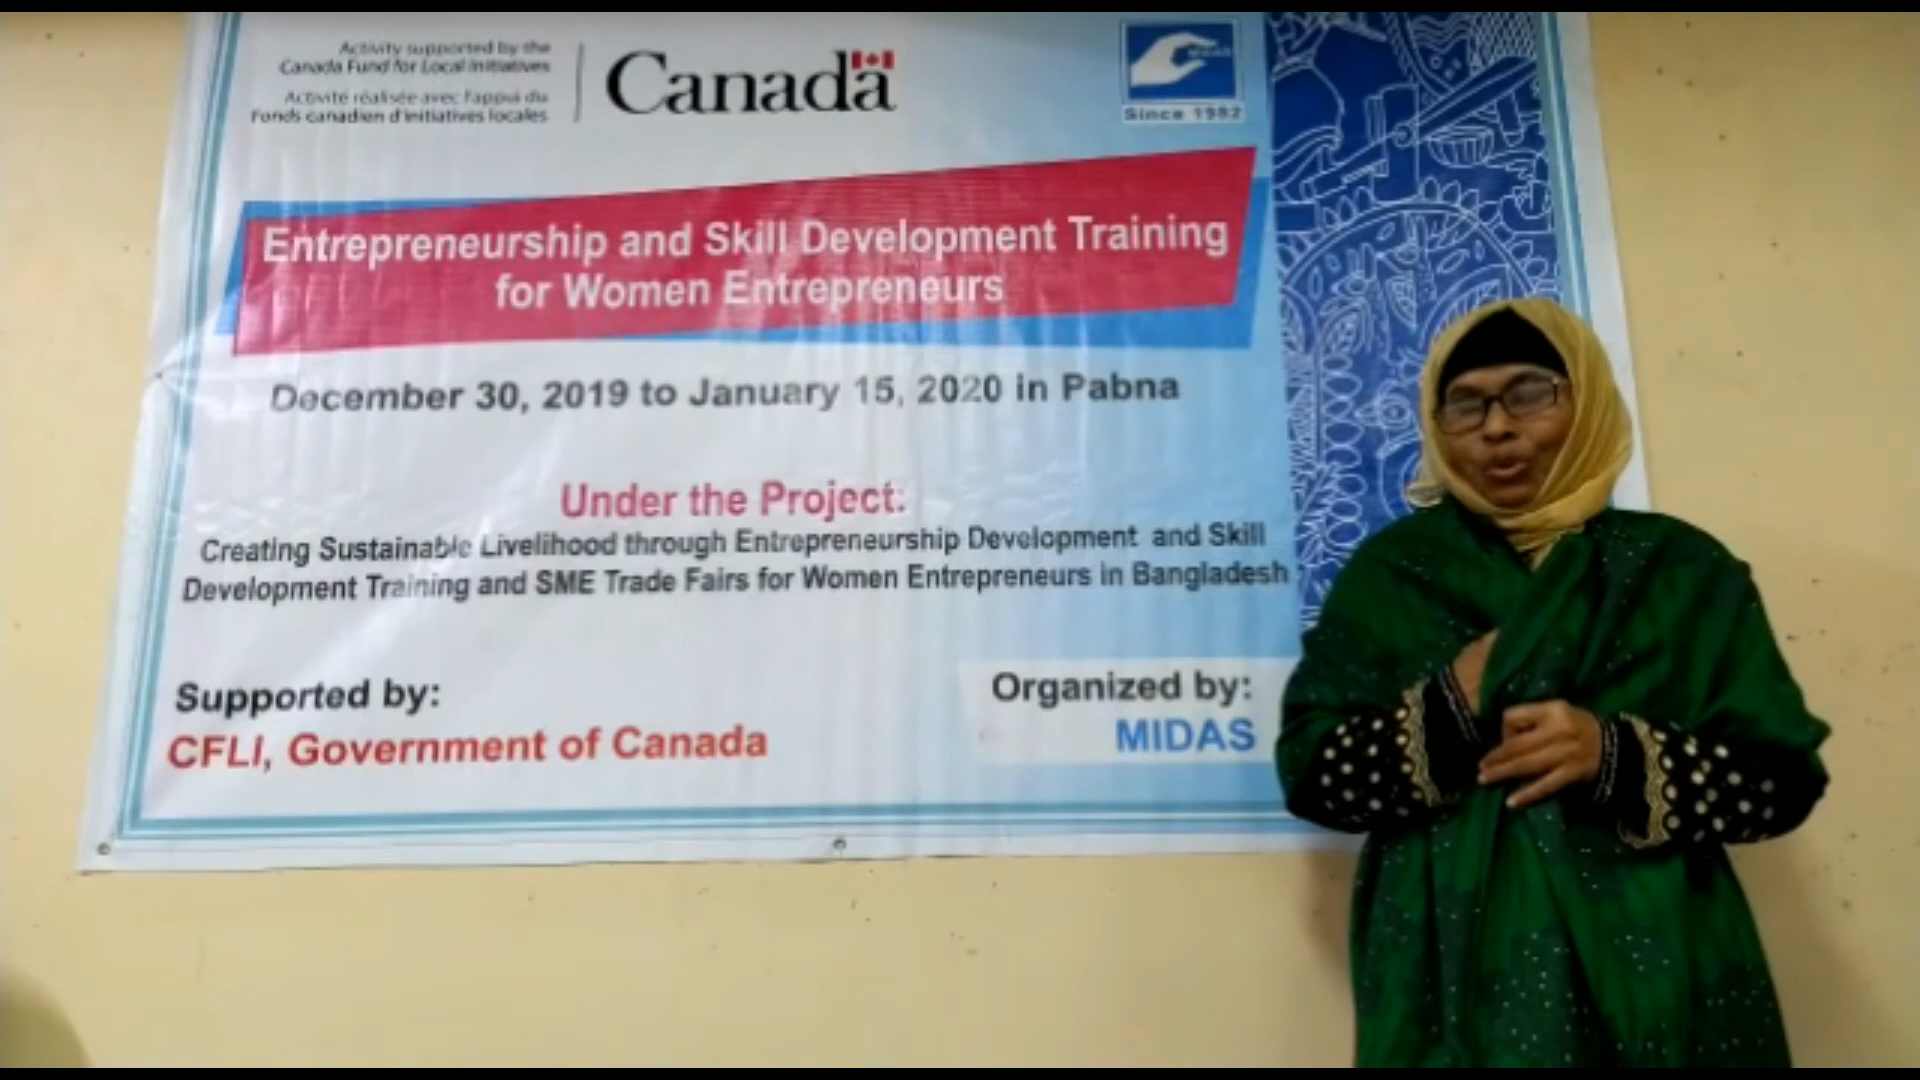 Activity supported by the
Canada Fund for Local Initiatives
Activité réalisée avec l'appui du
Fonds canadien d'initiatives locales
Canada
MIDAS
Since 1982
Entrepreneurship and Skill Development Training
for Women Entrepreneurs
December 30, 2019 to January 15, 2020 in Pabna
Under the Project:
Creating Sustainable Livelihood through Entrepreneurship Development and Skill
Development Training and SME Trade Fairs for Women Entrepreneurs in Bangladesh
Supported by:
CFLI, Government of Canada
Organized by:
MIDAS